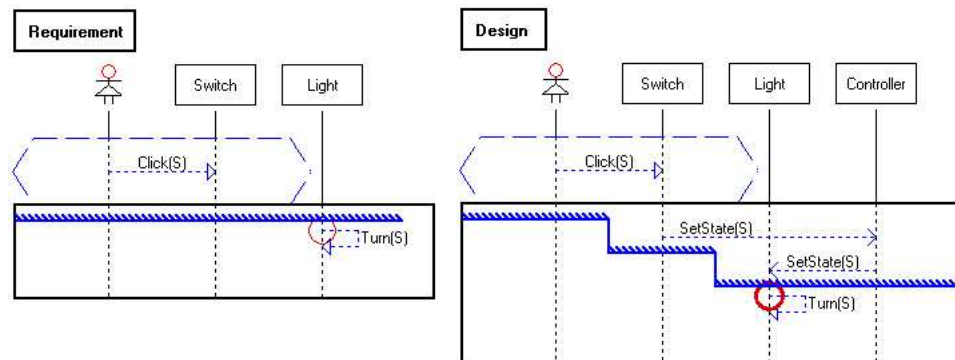 Requirement
Switch
Light
Click(S)
Turn(S)
Design
Switch
Light
Controller
Click(S)
SetState(S)
SetState(S)
Turn(S)